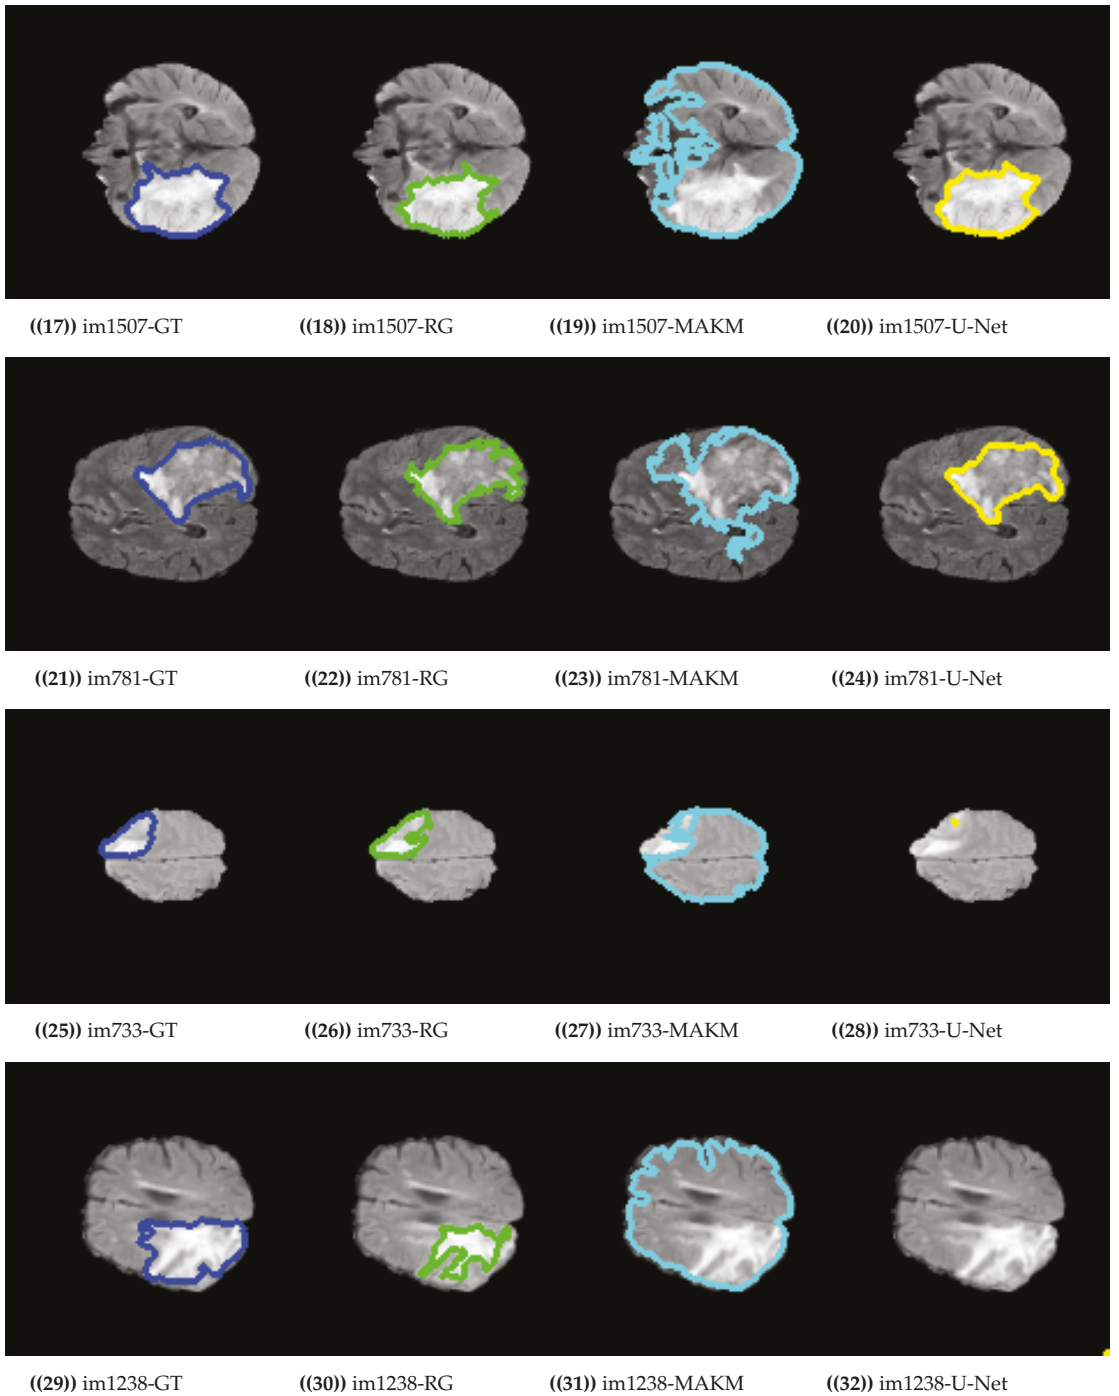 ((17)) im1507-GT ((18)) im1507-RG ((19)) im1507-MAKM ((20)) im1507-U-Net
((21)) im781-GT ((22)) im781-RG ((23)) im781-MAKM ((24)) im781-U-Net
((25)) im733-GT ((26)) im733-RG ((27)) im733-MAKM ((28)) im733-U-Net
((29)) im1238-GT ((30)) im1238-RG ((31)) im1238-MAKM ((32)) im1238-U-Net